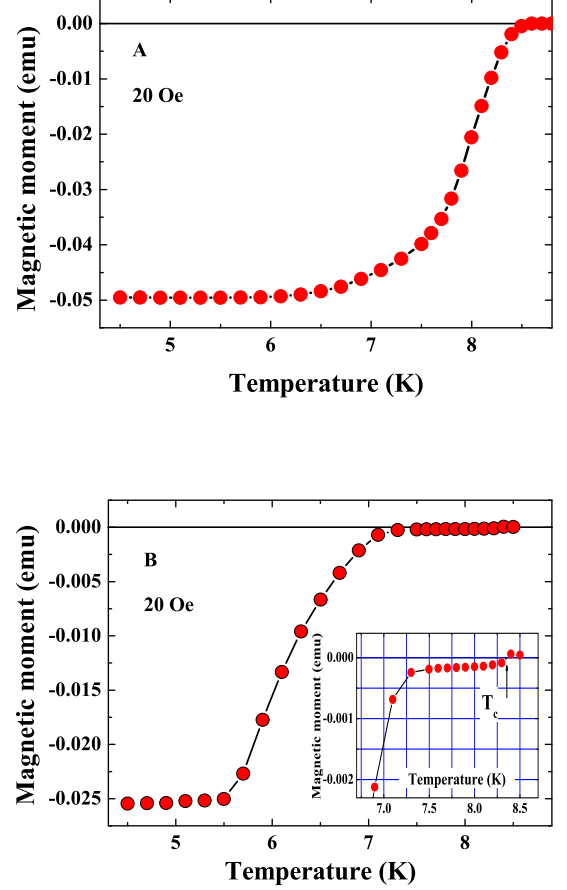 0.00
A
-0.01
20 Oe
-0.02
-0.03
-0.04
-0.05
Magnetic moment (emu)
5 6 7 8
Temperature (K)
0.000
B
-0.005
20 Oe
-0.010
-0.015
-0.020
-0.025
Magnetic moment (emu)
0.000
-0.001
-0.002
Magnetic moment (emu)
Tc
Temperature (K)
7.0 7.5 8.0 8.5
5 6 7 8
Temperature (K)